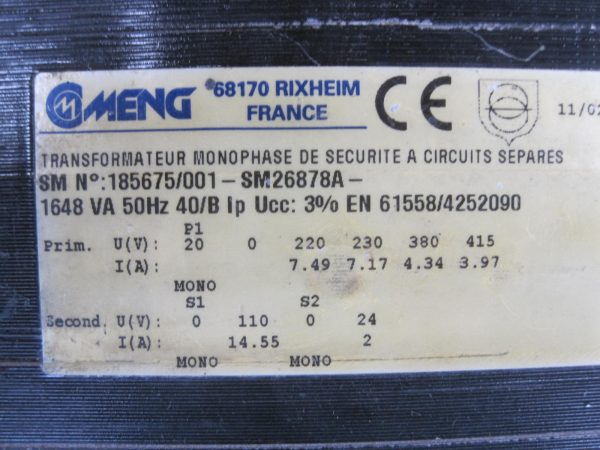 MENG 68170 RIXHEIM
FRANCE
CE
11/02
TRANSFORMATEUR MONOPHASE DE SECURITE A CIRCUITS SEPARES
SM N°:185675/001-SM26878A-
1648 VA 50Hz 40/B Ip Ucc: 3% EN 61558/4252090
P1
Prim. U(V): 20 0 220 230 380 415
I(A): 7.49 7.17 4.34 3.97
MONO
S1 S2
Second. U(V): 0 110 0 24
I(A): 14.55 2
MONO MONO